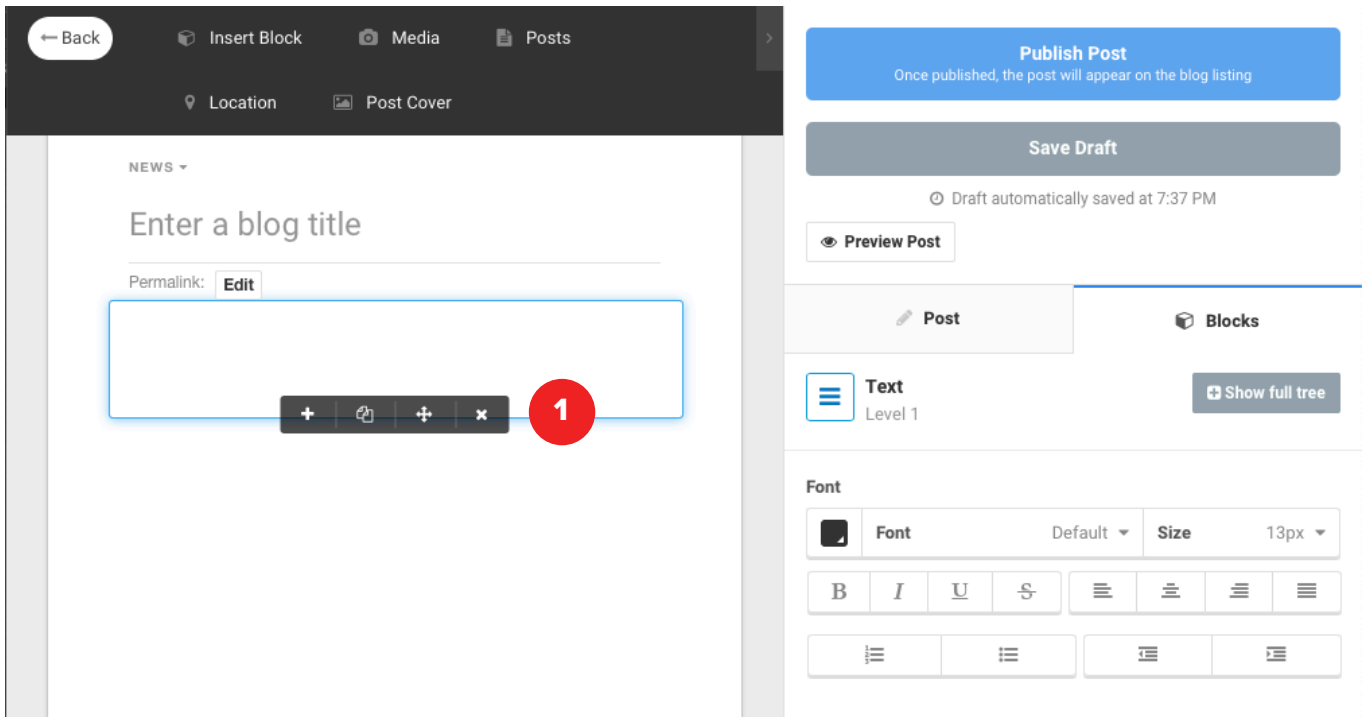 Back
Insert Block
Media
Posts
Location
Post Cover
NEWS
Enter a blog title
Permalink: Edit
1
Publish Post
Once published, the post will appear on the blog listing
Save Draft
Draft automatically saved at 7:37 PM
Preview Post
Post
Blocks
Text
Level 1
Show full tree
Font
Font Default Size 13px
B I U S